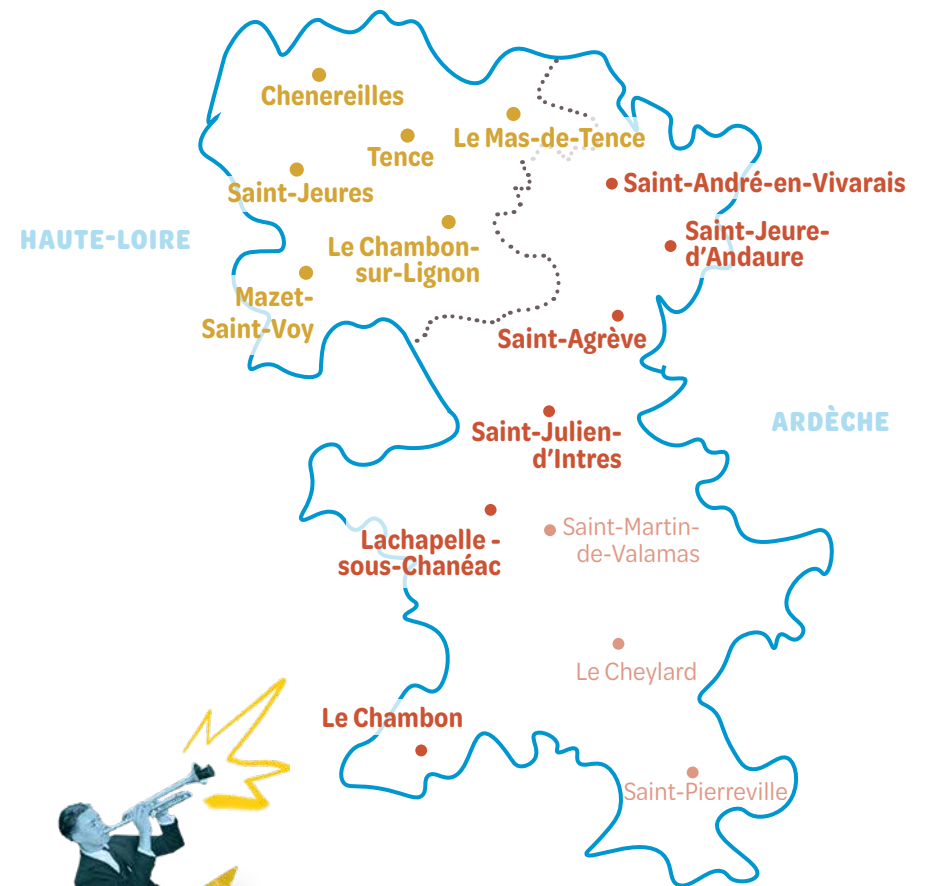 Chenereilles
Le Mas-de-Tence
Tence
Saint-Jeures
Saint-André-en-Vivarais
HAUTE-LOIRE
Le Chambon-
sur-Lignon
Saint-Jeure-
d'Andaure
Mazet-
Saint-Voy
Saint-Agrève
ARDÈCHE
Saint-Julien-
d'Intres
Lachapelle -
sous-Chanéac
Saint-Martin-
de-Valamas
Le Cheylard
Le Chambon
Saint-Pierreville